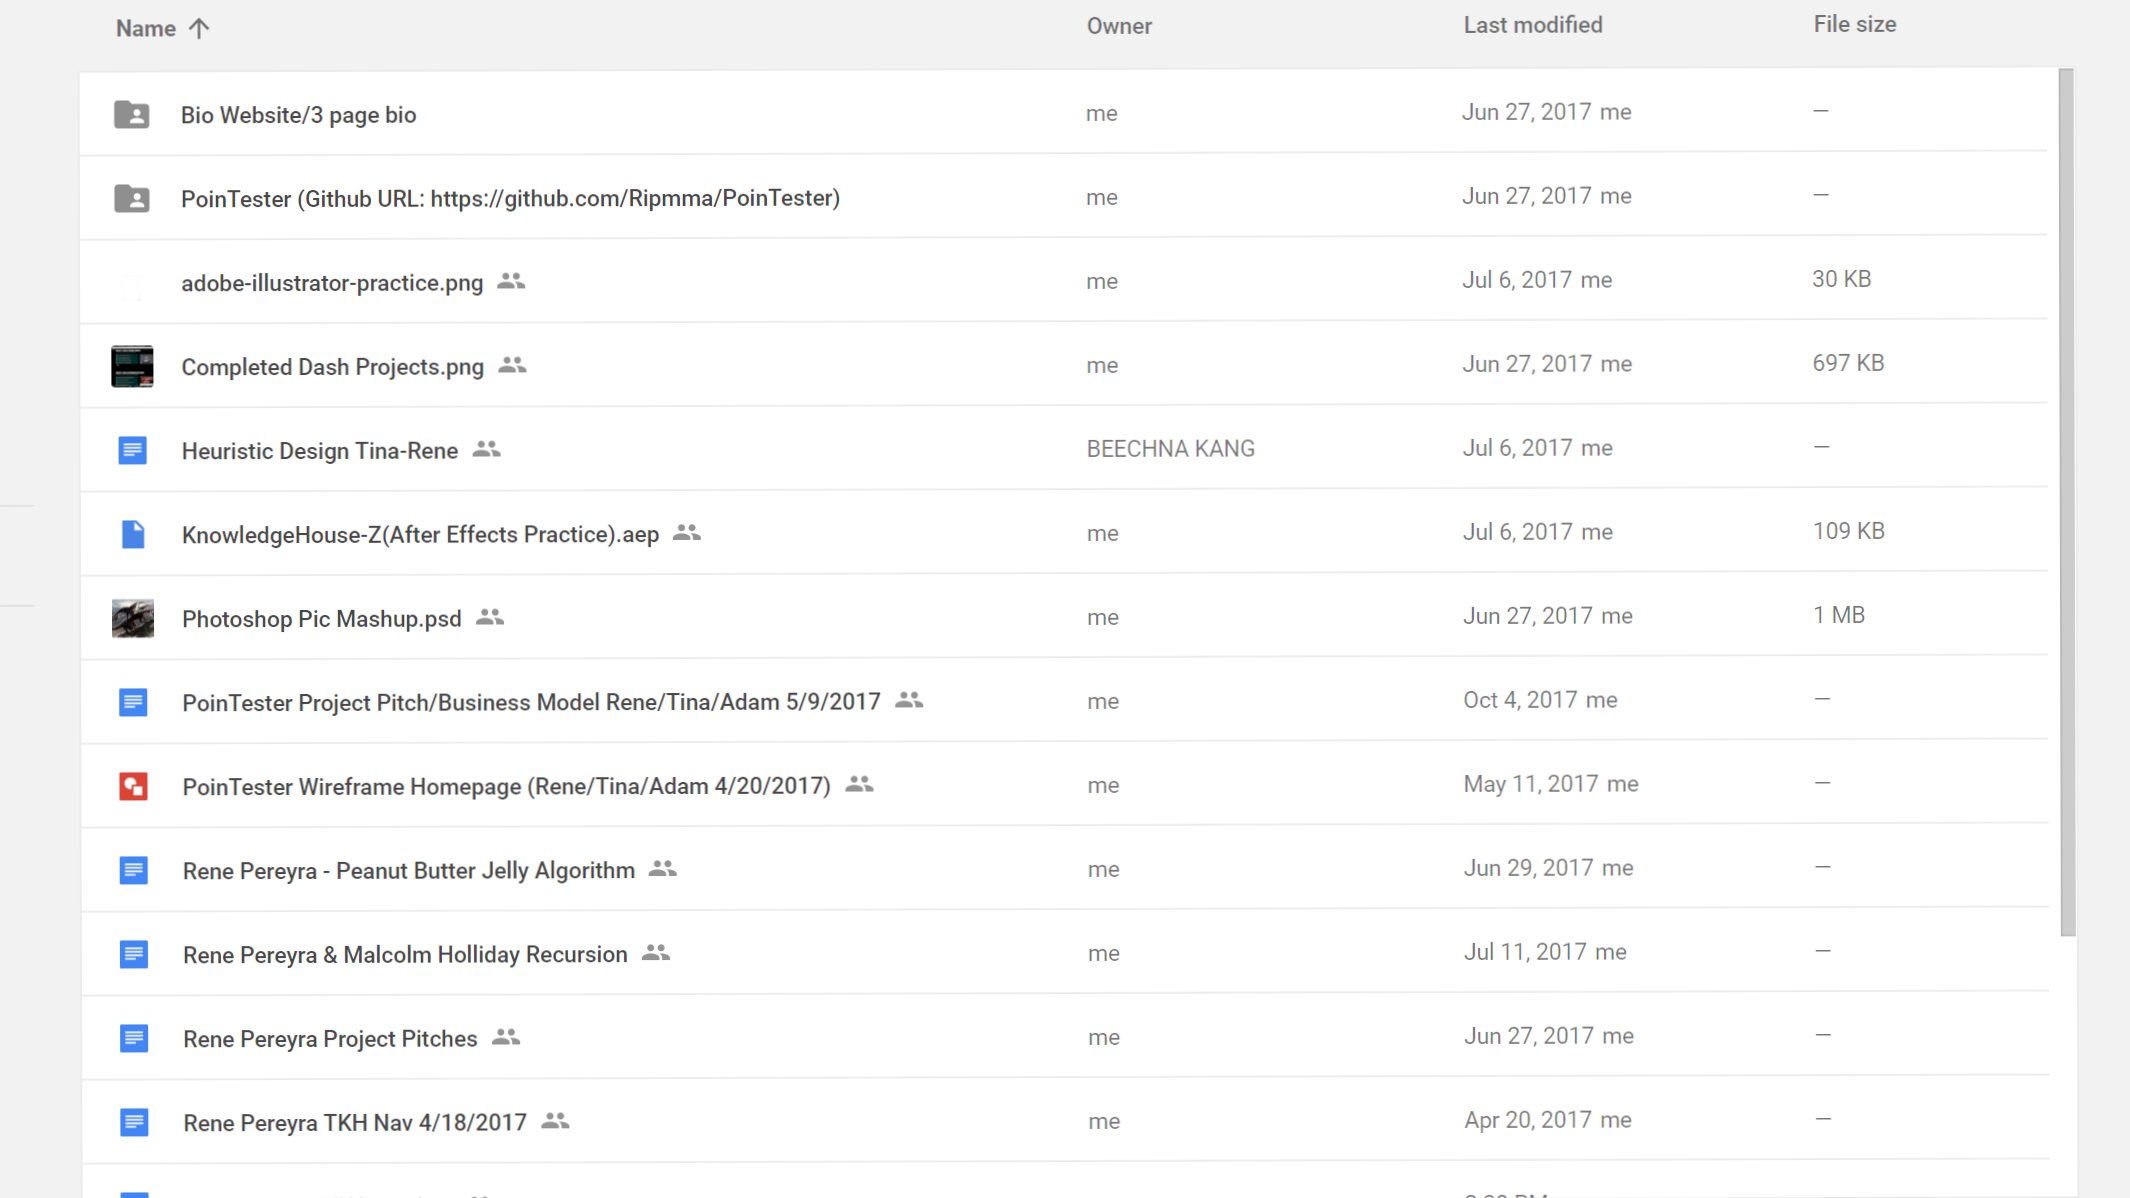 Name Owner Last modified File size
Bio Website/3 page bio me Jun 27, 2017 me —
PoinTester (Github URL: https://github.com/Ripmma/PoinTester) me Jun 27, 2017 me —
adobe-illustrator-practice.png me Jul 6, 2017 me 30 KB
Completed Dash Projects.png me Jun 27, 2017 me 697 KB
Heuristic Design Tina-Rene BEECHNA KANG Jul 6, 2017 me —
KnowledgeHouse-Z(After Effects Practice).aep me Jul 6, 2017 me 109 KB
Photoshop Pic Mashup.psd me Jun 27, 2017 me 1 MB
PoinTester Project Pitch/Business Model Rene/Tina/Adam 5/9/2017 me Oct 4, 2017 me —
PoinTester Wireframe Homepage (Rene/Tina/Adam 4/20/2017) me May 11, 2017 me —
Rene Pereyra - Peanut Butter Jelly Algorithm me Jun 29, 2017 me —
Rene Pereyra & Malcolm Holliday Recursion me Jul 11, 2017 me —
Rene Pereyra Project Pitches me Jun 27, 2017 me —
Rene Pereyra TKH Nav 4/18/2017 me Apr 20, 2017 me —